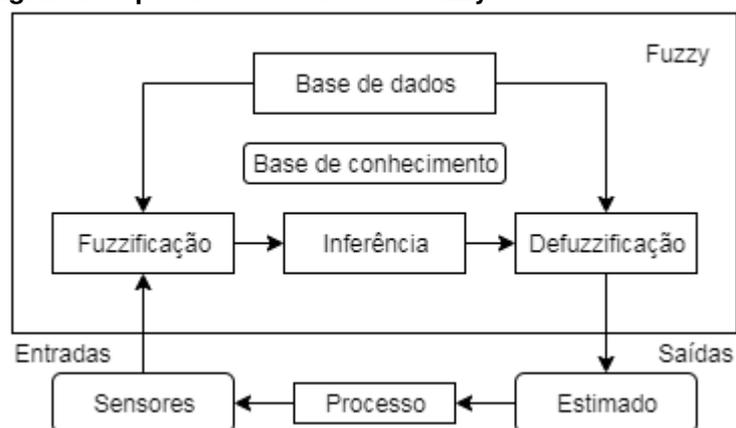 Fuzzy
Base de dados
Base de conhecimento
Fuzzificação
Inferência
Defuzzificação
Entradas
Saídas
Sensores
Processo
Estimado